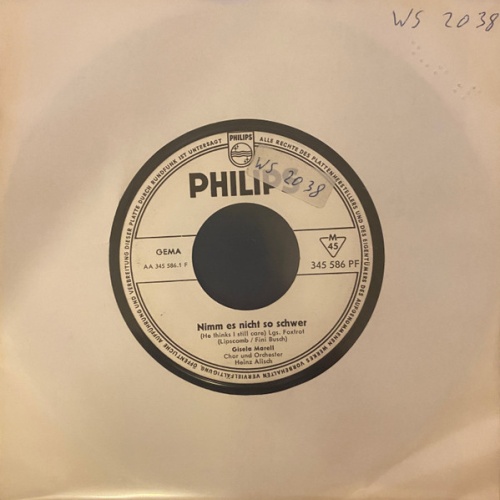 WS 2038
ALLE RECHTE DES PLATTENHERSTELLERS UND DES EIGENTÜMERS DES AUFGENOMMENEN WERKES VORBEHALTEN
UNERLAUBTE VERVIELFÄLTIGUNG, ÖFFENTLICHE AUFFÜHRUNG UND VERBREITUNG DIESER PLATTE DURCH RUNDFUNK IST UNTERSAGT
PHILIPS
WS 2038
PHILIP
GEMA
AA 345 586.1 F
M
45
345 586 PF
Nimm es nicht so schwer
(He thinks I still care) Lgs. Foxtrot
(Lipscomb / Fini Busch)
Gisela Marell
Chor und Orchester
Heinz Alisch